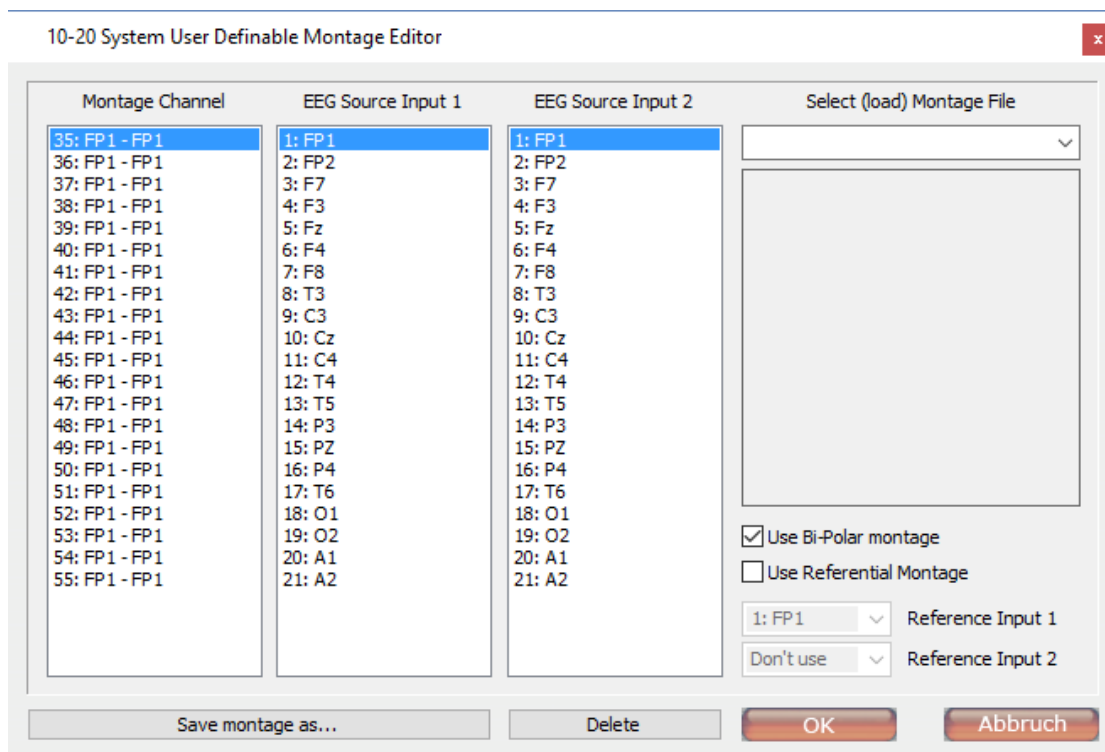 10-20 System User Definable Montage Editor
x
Montage Channel
35: FP1 - FP1
36: FP1 - FP1
37: FP1 - FP1
38: FP1 - FP1
39: FP1 - FP1
40: FP1 - FP1
41: FP1 - FP1
42: FP1 - FP1
43: FP1 - FP1
44: FP1 - FP1
45: FP1 - FP1
46: FP1 - FP1
47: FP1 - FP1
48: FP1 - FP1
49: FP1 - FP1
50: FP1 - FP1
51: FP1 - FP1
52: FP1 - FP1
53: FP1 - FP1
54: FP1 - FP1
55: FP1 - FP1
EEG Source Input 1
1: FP1
2: FP2
3: F7
4: F3
5: Fz
6: F4
7: F8
8: T3
9: C3
10: Cz
11: C4
12: T4
13: T5
14: P3
15: PZ
16: P4
17: T6
18: O1
19: O2
20: A1
21: A2
EEG Source Input 2
1: FP1
2: FP2
3: F7
4: F3
5: Fz
6: F4
7: F8
8: T3
9: C3
10: Cz
11: C4
12: T4
13: T5
14: P3
15: PZ
16: P4
17: T6
18: O1
19: O2
20: A1
21: A2
Select (load) Montage File
Use Bi-Polar montage
Use Referential Montage
1: FP1 Reference Input 1
Don't use Reference Input 2
Save montage as...
Delete
OK
Abbruch